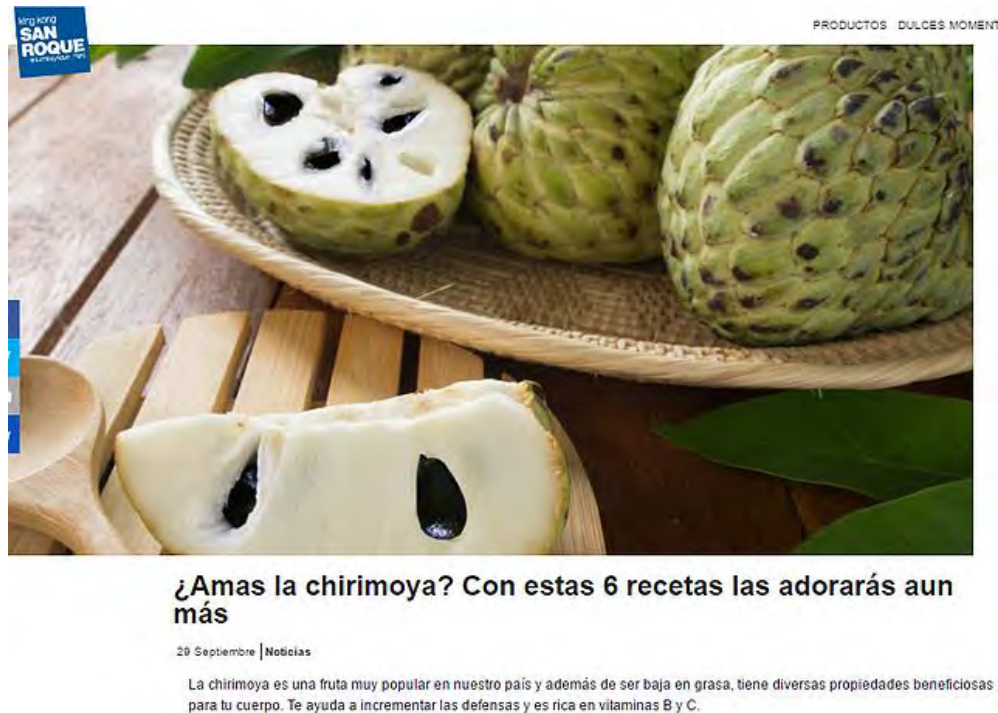 king kong
SAN
ROQUE
PRODUCTOS DULCES MOMENT
¿Amas la chirimoya? Con estas 6 recetas las adorarás aun
más
29 Septiembre | Noticias
La chirimoya es una fruta muy popular en nuestro país y además de ser baja en grasa, tiene diversas propiedades beneficiosas
para tu cuerpo. Te ayuda a incrementar las defensas y es rica en vitaminas B y C.